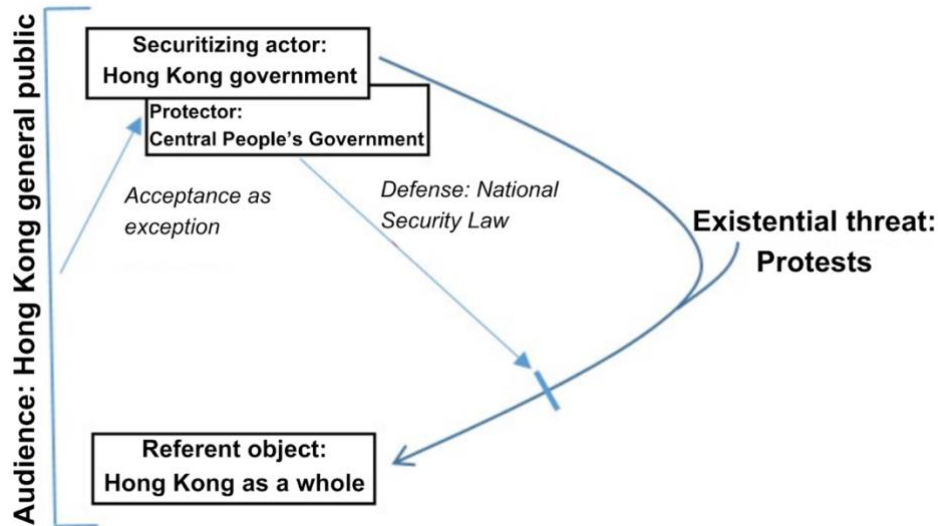 Audience: Hong Kong general public
Securitizing actor:
Hong Kong government
Protector:
Central People's Government
Acceptance as
exception
Defense: National
Security Law
Existential threat:
Protests
Referent object:
Hong Kong as a whole